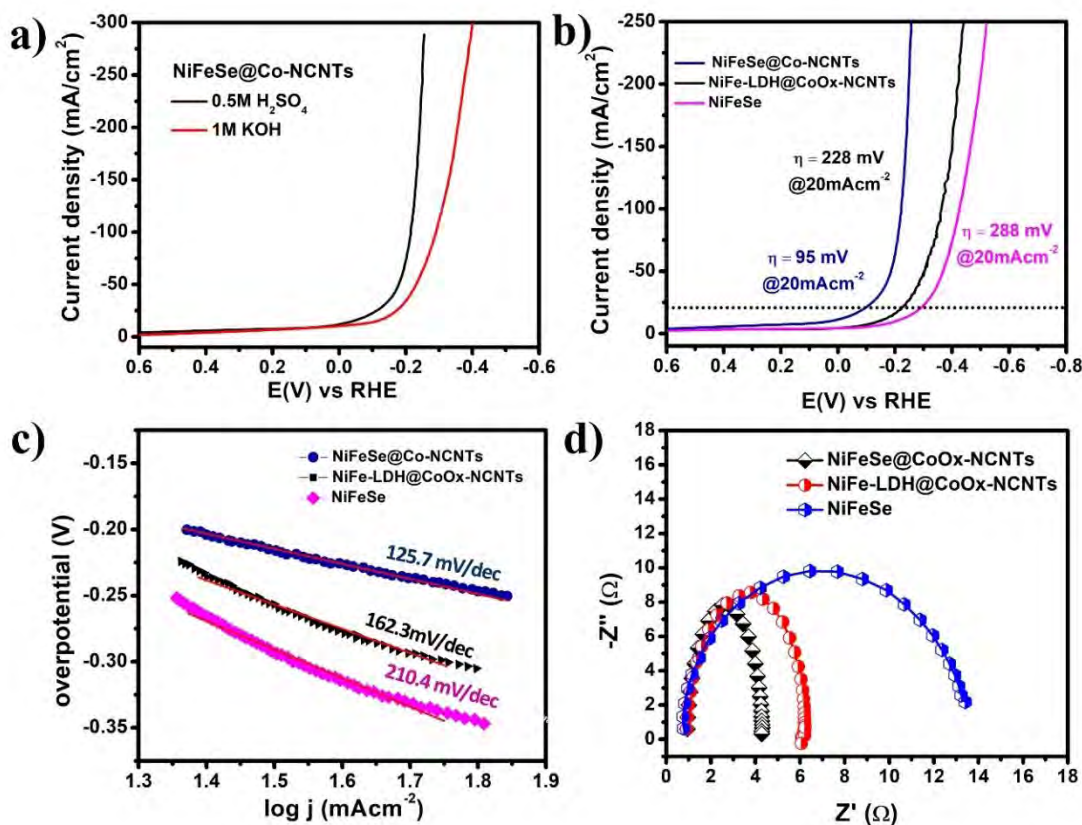 a)
-300
-250
-200
-150
-100
-50
0
Current density (mA/cm²)
NiFeSe@Co-NCNTs
0.5M H₂SO₄
1M KOH
0.6 0.4 0.2 0.0 -0.2 -0.4 -0.6
E(V) vs RHE
b)
-250
-200
-150
-100
-50
0
Current density (mA/cm²)
NiFeSe@Co-NCNTs
NiFe-LDH@CoOx-NCNTs
NiFeSe
η = 228 mV
@20mAcm⁻²
η = 95 mV
@20mAcm⁻²
η = 288 mV
@20mAcm⁻²
0.6 0.4 0.2 0.0 -0.2 -0.4 -0.6 -0.8
E(V) vs RHE
c)
-0.15
-0.20
-0.25
-0.30
-0.35
overpotential (V)
NiFeSe@Co-NCNTs
NiFe-LDH@CoOx-NCNTs
NiFeSe
125.7 mV/dec
162.3mV/dec
210.4 mV/dec
1.3 1.4 1.5 1.6 1.7 1.8 1.9
log j (mAcm⁻²)
d)
18
16
14
12
10
8
6
4
2
0
-Z'' (Ω)
NiFeSe@CoOx-NCNTs
NiFe-LDH@CoOx-NCNTs
NiFeSe
0 2 4 6 8 10 12 14 16 18
Z' (Ω)